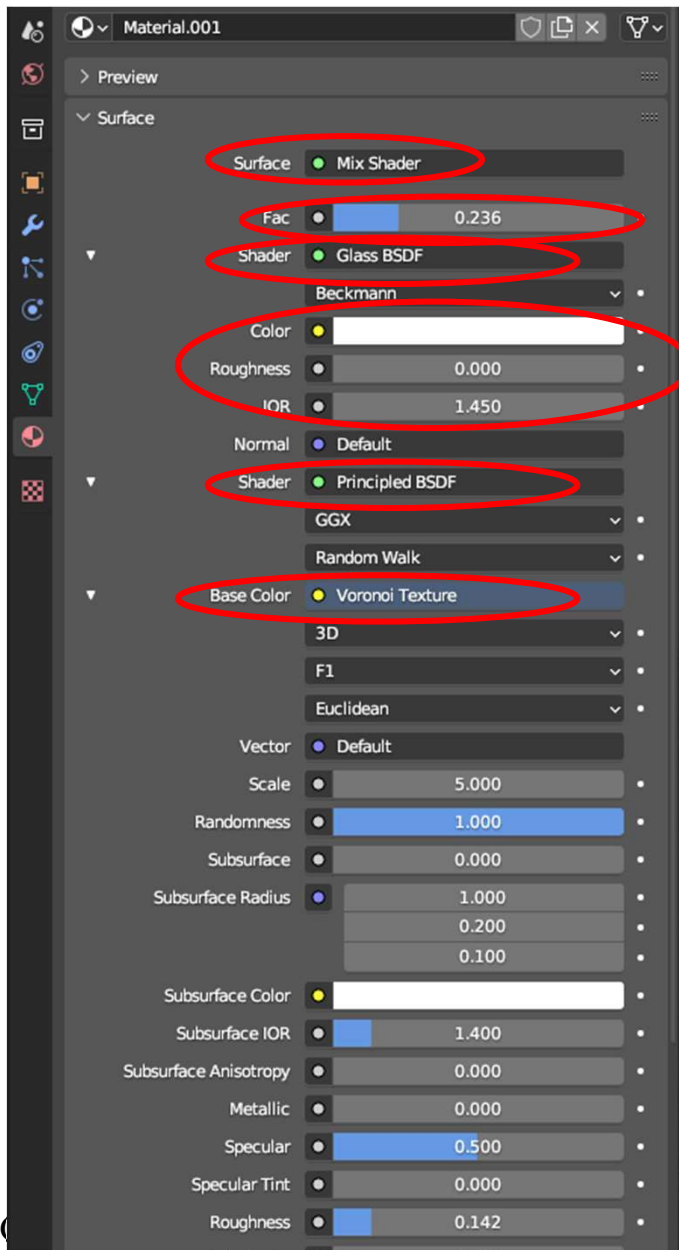 Material.001
Preview
Surface
Surface Mix Shader
Fac 0.236
Shader Glass BSDF
Beckmann
Color
Roughness 0.000
IOR 1.450
Normal Default
Shader Principled BSDF
GGX
Random Walk
Base Color Voronoi Texture
3D
F1
Euclidean
Vector Default
Scale 5.000
Randomness 1.000
Subsurface 0.000
Subsurface Radius 1.000
0.200
0.100
Subsurface Color
Subsurface IOR 1.400
Subsurface Anisotropy 0.000
Metallic 0.000
Specular 0.500
Specular Tint 0.000
Roughness 0.142
(